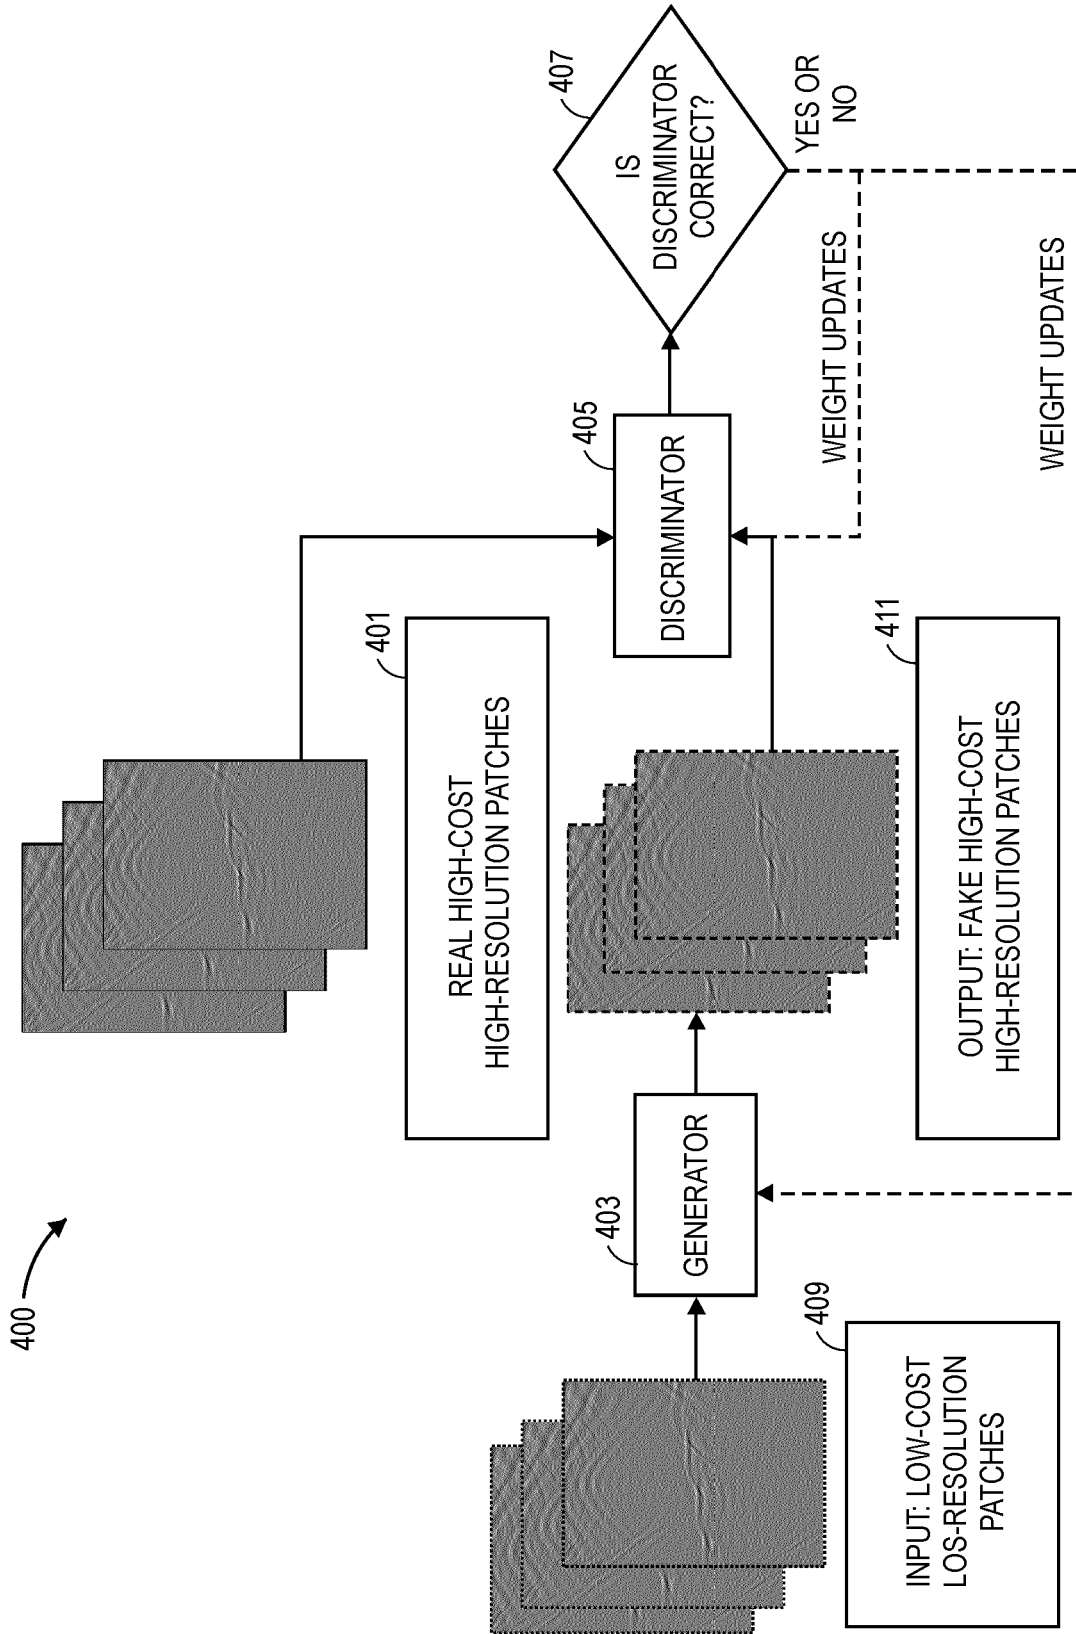 400
REAL HIGH-COST
HIGH-RESOLUTION PATCHES
401
INPUT: LOW-COST
LOS-RESOLUTION
PATCHES
409
GENERATOR
403
OUTPUT: FAKE HIGH-COST
HIGH-RESOLUTION PATCHES
411
DISCRIMINATOR
405
IS
DISCRIMINATOR
CORRECT?
407
YES OR
NO
WEIGHT UPDATES
WEIGHT UPDATES